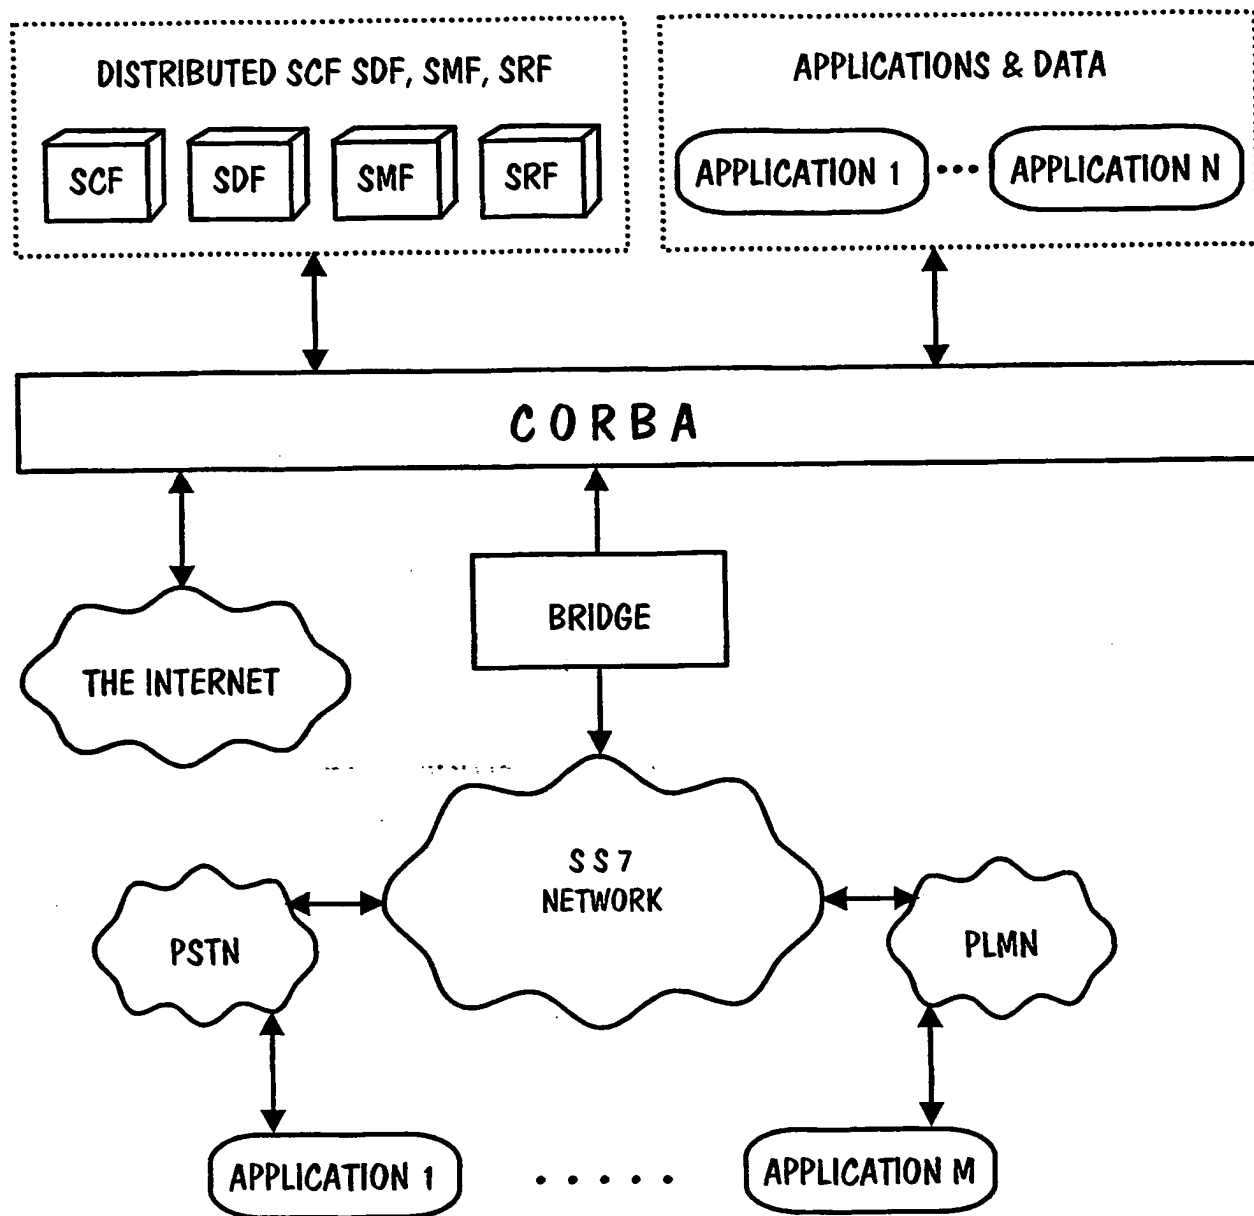 DISTRIBUTED SCF SDF, SMF, SRF
SCF
SDF
SMF
SRF
APPLICATIONS & DATA
APPLICATION 1
...
APPLICATION N
CORBA
BRIDGE
THE INTERNET
SS7
NETWORK
PSTN
PLMN
APPLICATION 1
.....
APPLICATION M